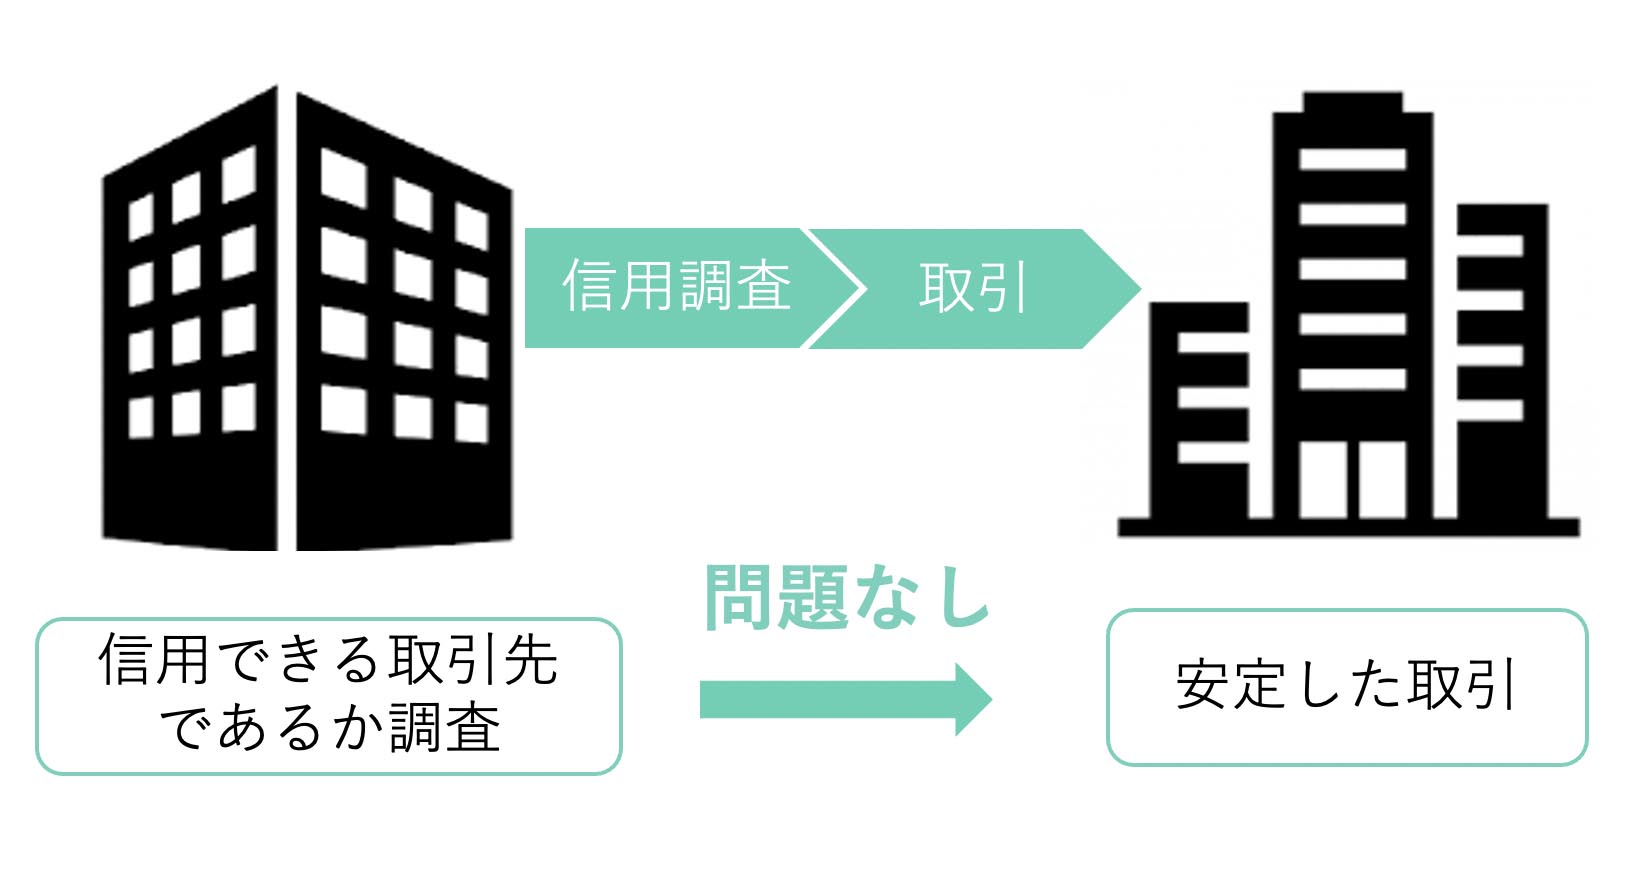 信用調査
取引
問題なし
信用できる取引先
であるか調査
安定した取引